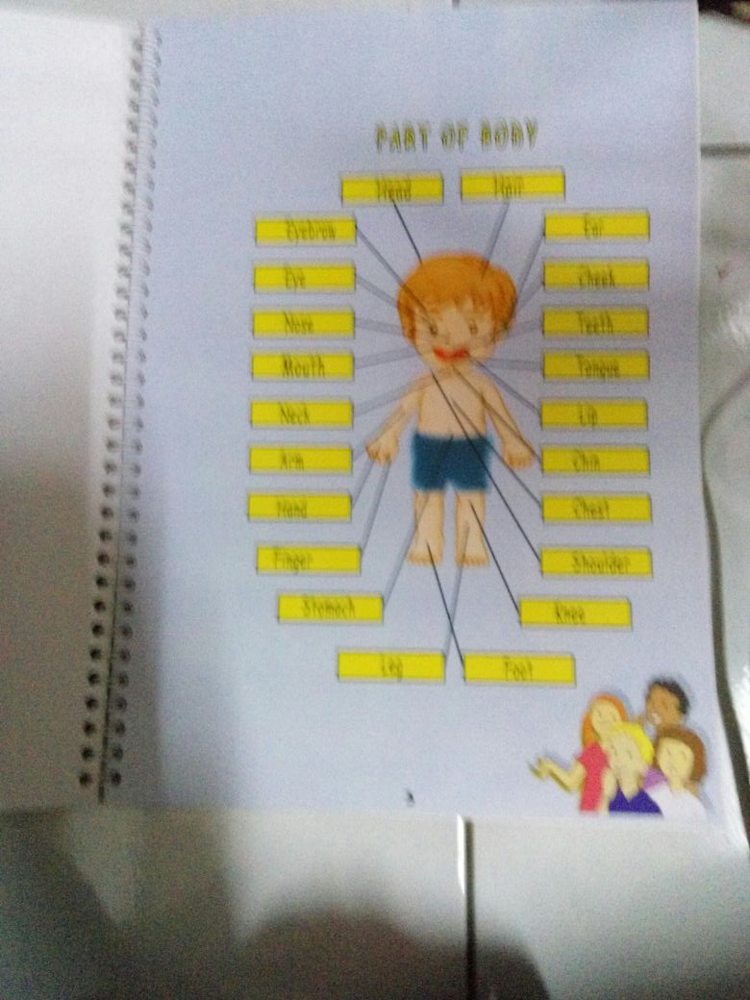 PART OF BODY
Head
Hair
Eyebrow
Ear
Eye
Cheek
Nose
Teeth
Mouth
Tongue
Neck
Lip
Arm
Chin
Hand
Chest
Finger
Shoulder
Stomach
Knee
Leg
Foot